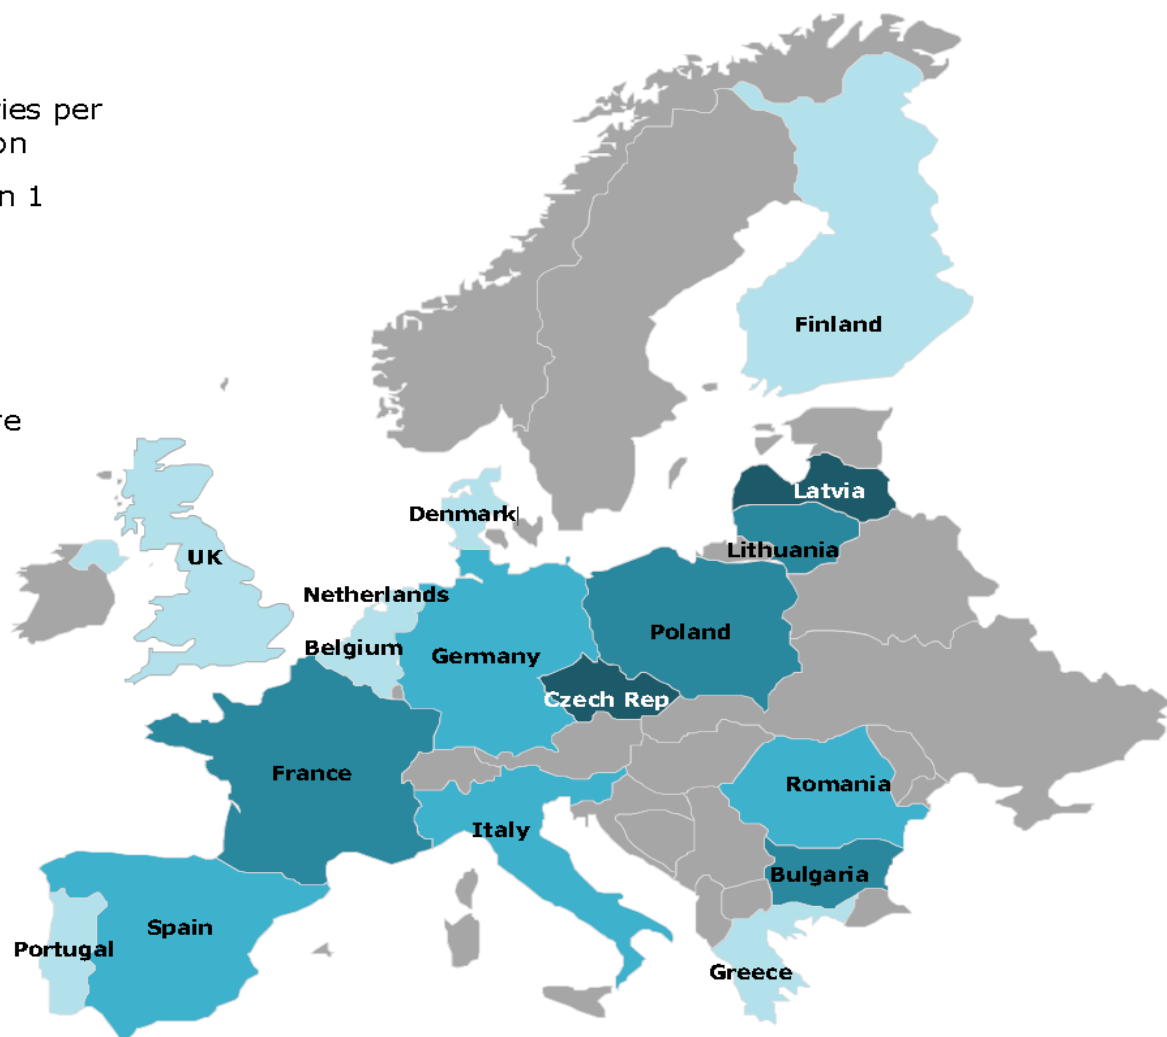 ries per
on
n 1
re
Finland
Latvia
Denmark
Lithuania
UK
Netherlands
Poland
Belgium
Germany
Czech Rep
France
Romania
Italy
Bulgaria
Spain
Portugal
Greece